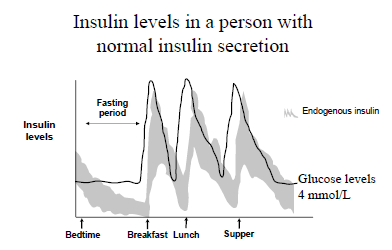 Insulin levels in a person with
normal insulin secretion
Fasting
period
Endogenous insulin
Insulin
levels
Glucose levels
4 mmol/L
Bedtime
Breakfast
Lunch
Supper